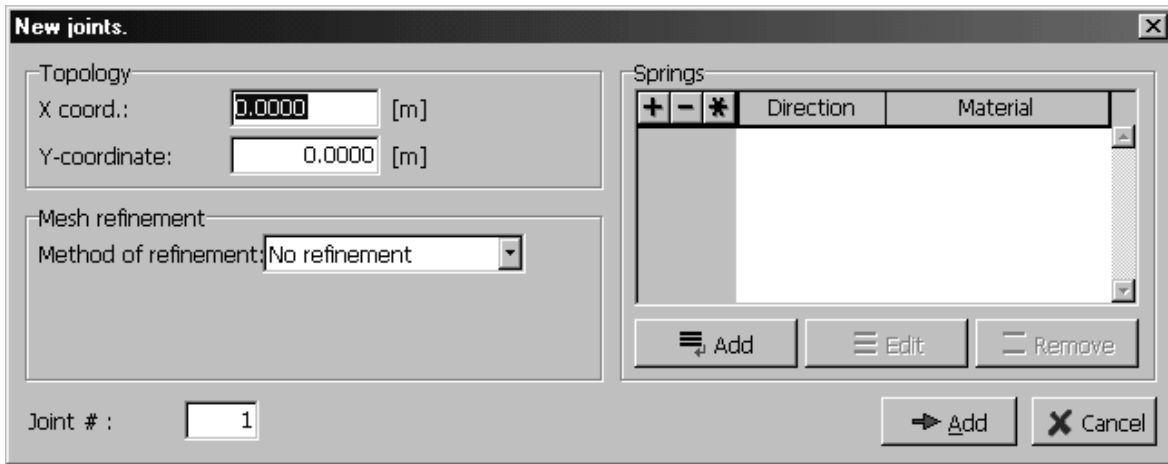 New joints.
Topology
X coord.: 0.0000 [m]
Y-coordinate: 0.0000 [m]
Mesh refinement
Method of refinement: No refinement
Springs
+ - * Direction Material
Add Edit Remove
Joint # : 1
Add Cancel